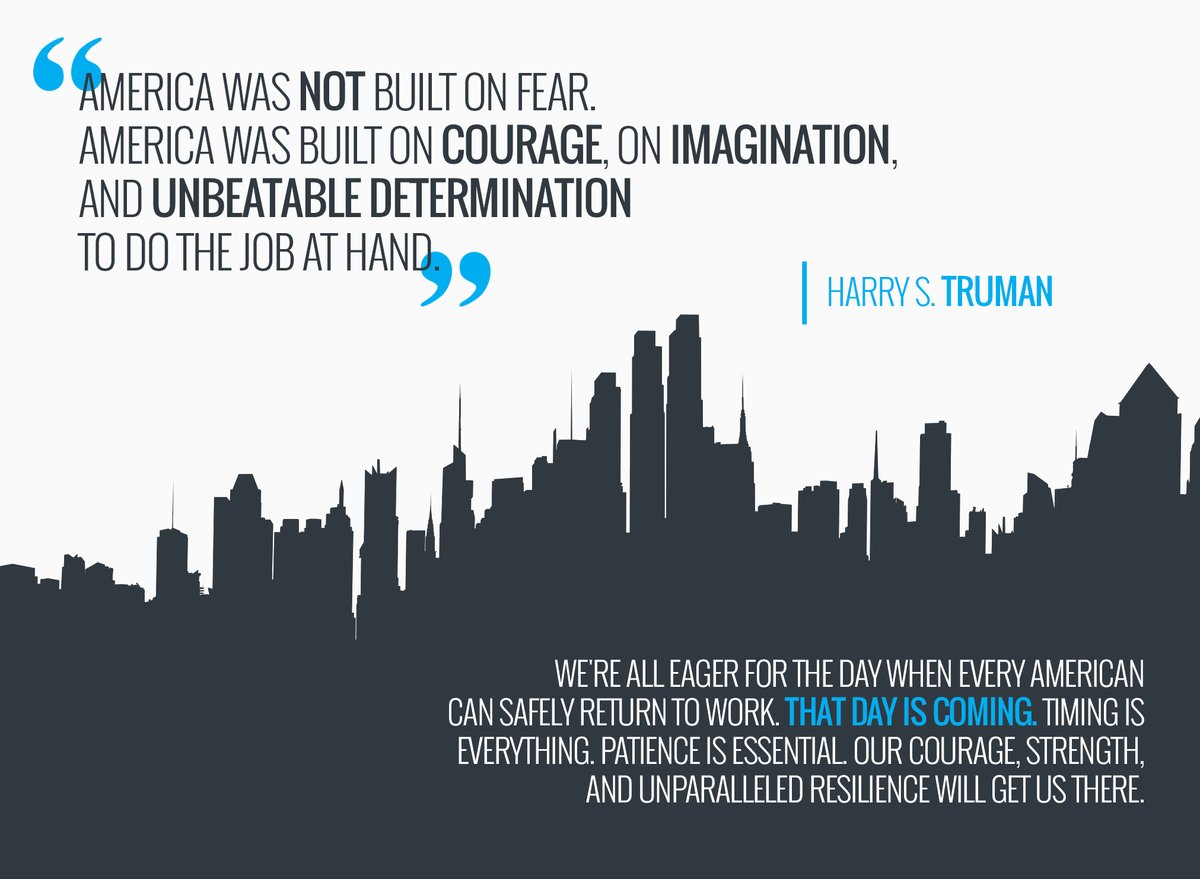 “AMERICA WAS NOT BUILT ON FEAR.
AMERICA WAS BUILT ON COURAGE, ON IMAGINATION,
AND UNBEATABLE DETERMINATION
TO DO THE JOB AT HAND.”
HARRY S. TRUMAN
WE'RE ALL EAGER FOR THE DAY WHEN EVERY AMERICAN
CAN SAFELY RETURN TO WORK. THAT DAY IS COMING. TIMING IS
EVERYTHING. PATIENCE IS ESSENTIAL. OUR COURAGE, STRENGTH,
AND UNPARALLELED RESILIENCE WILL GET US THERE.